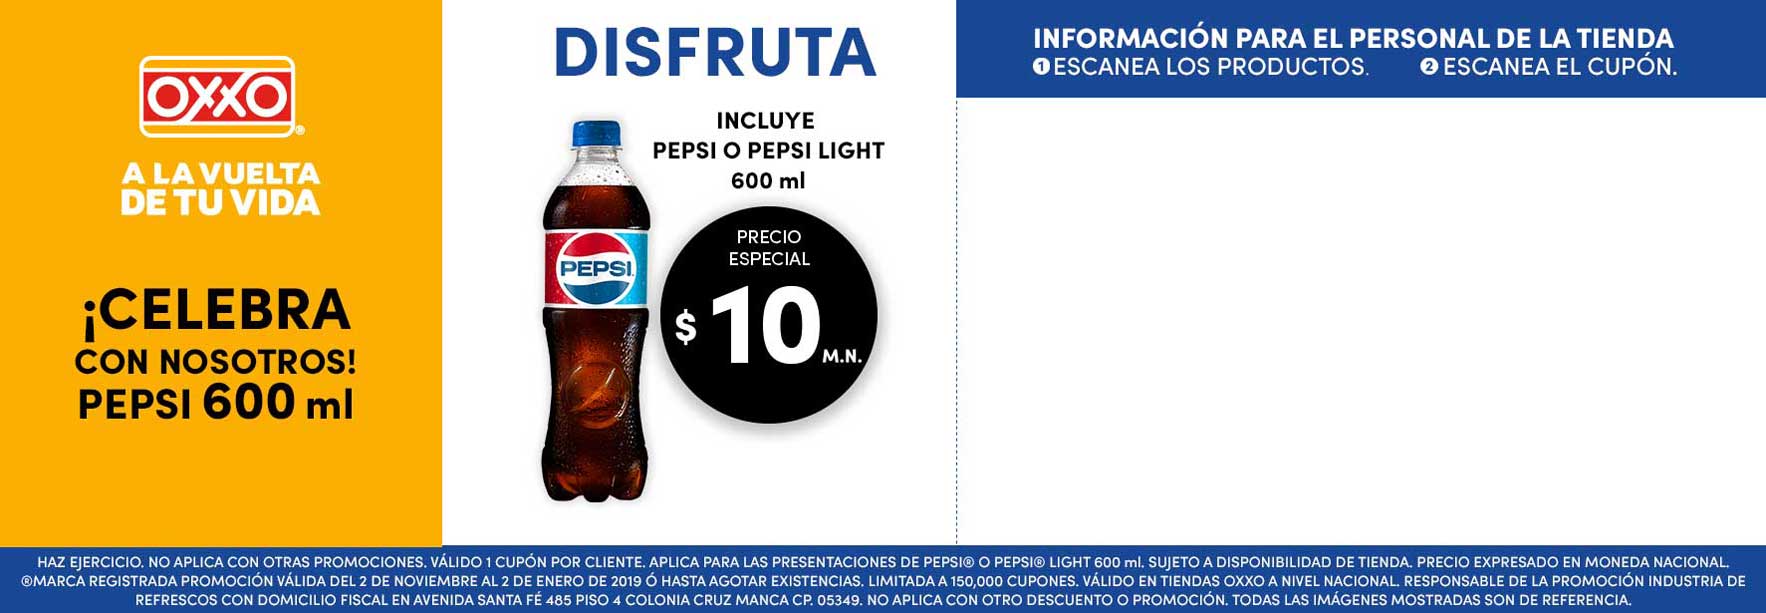 OXXO®
A LA VUELTA
DE TU VIDA
¡CELEBRA
CON NOSOTROS!
PEPSI 600 ml
DISFRUTA
INCLUYE
PEPSI O PEPSI LIGHT
600 ml
PEPSI
PRECIO
ESPECIAL
$ 10 M.N.
INFORMACIÓN PARA EL PERSONAL DE LA TIENDA
1 ESCANEA LOS PRODUCTOS. 2 ESCANEA EL CUPÓN.
HAZ EJERCICIO. NO APLICA CON OTRAS PROMOCIONES. VÁLIDO 1 CUPÓN POR CLIENTE. APLICA PARA LAS PRESENTACIONES DE PEPSI® O PEPSI® LIGHT 600 ml. SUJETO A DISPONIBILIDAD DE TIENDA. PRECIO EXPRESADO EN MONEDA NACIONAL.
®MARCA REGISTRADA PROMOCIÓN VÁLIDA DEL 2 DE NOVIEMBRE AL 2 DE ENERO DE 2019 Ó HASTA AGOTAR EXISTENCIAS. LIMITADA A 150,000 CUPONES. VÁLIDO EN TIENDAS OXXO A NIVEL NACIONAL. RESPONSABLE DE LA PROMOCIÓN INDUSTRIA DE
REFRESCOS CON DOMICILIO FISCAL EN AVENIDA SANTA FÉ 485 PISO 4 COLONIA CRUZ MANCA CP. 05349. NO APLICA CON OTRO DESCUENTO O PROMOCIÓN. TODAS LAS IMÁGENES MOSTRADAS SON DE REFERENCIA.